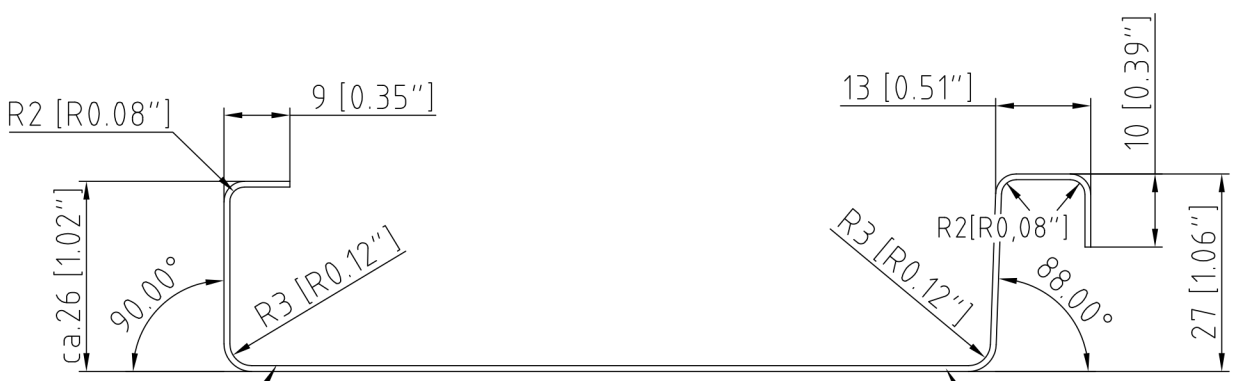 R2 [R0.08"]
9 [0.35"]
13 [0.51"]
10 [0.39"]
ca.26 [1.02"]
90.00°
R3 [R0.12"]
R3 [R0.12"]
R2[R0,08"]
88.00°
27 [1.06"]